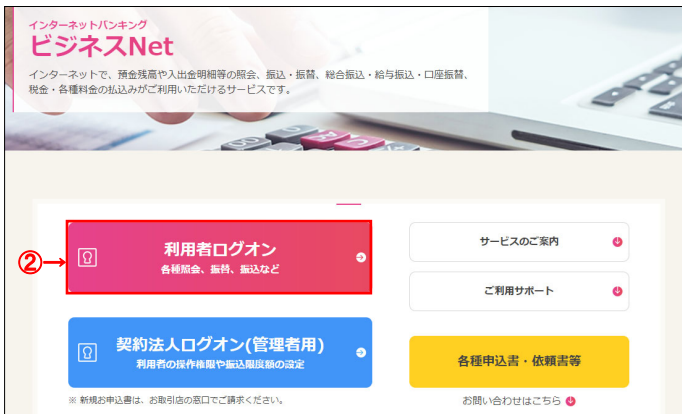 インターネットバンキング
ビジネスNet
インターネットで、預金残高や入出金明細等の照会、振込・振替、総合振込・給与振込・口座振替、
税金・各種料金の払込みがご利用いただけるサービスです。
②→
利用者ログオン
各種照会、振替、振込など
サービスのご案内
ご利用サポート
契約法人ログオン(管理者用)
利用者の操作権限や振込限度額の設定
各種申込書・依頼書等
※ 新規お申込書は、お取引店の窓口でご請求ください。
お問い合わせはこちら